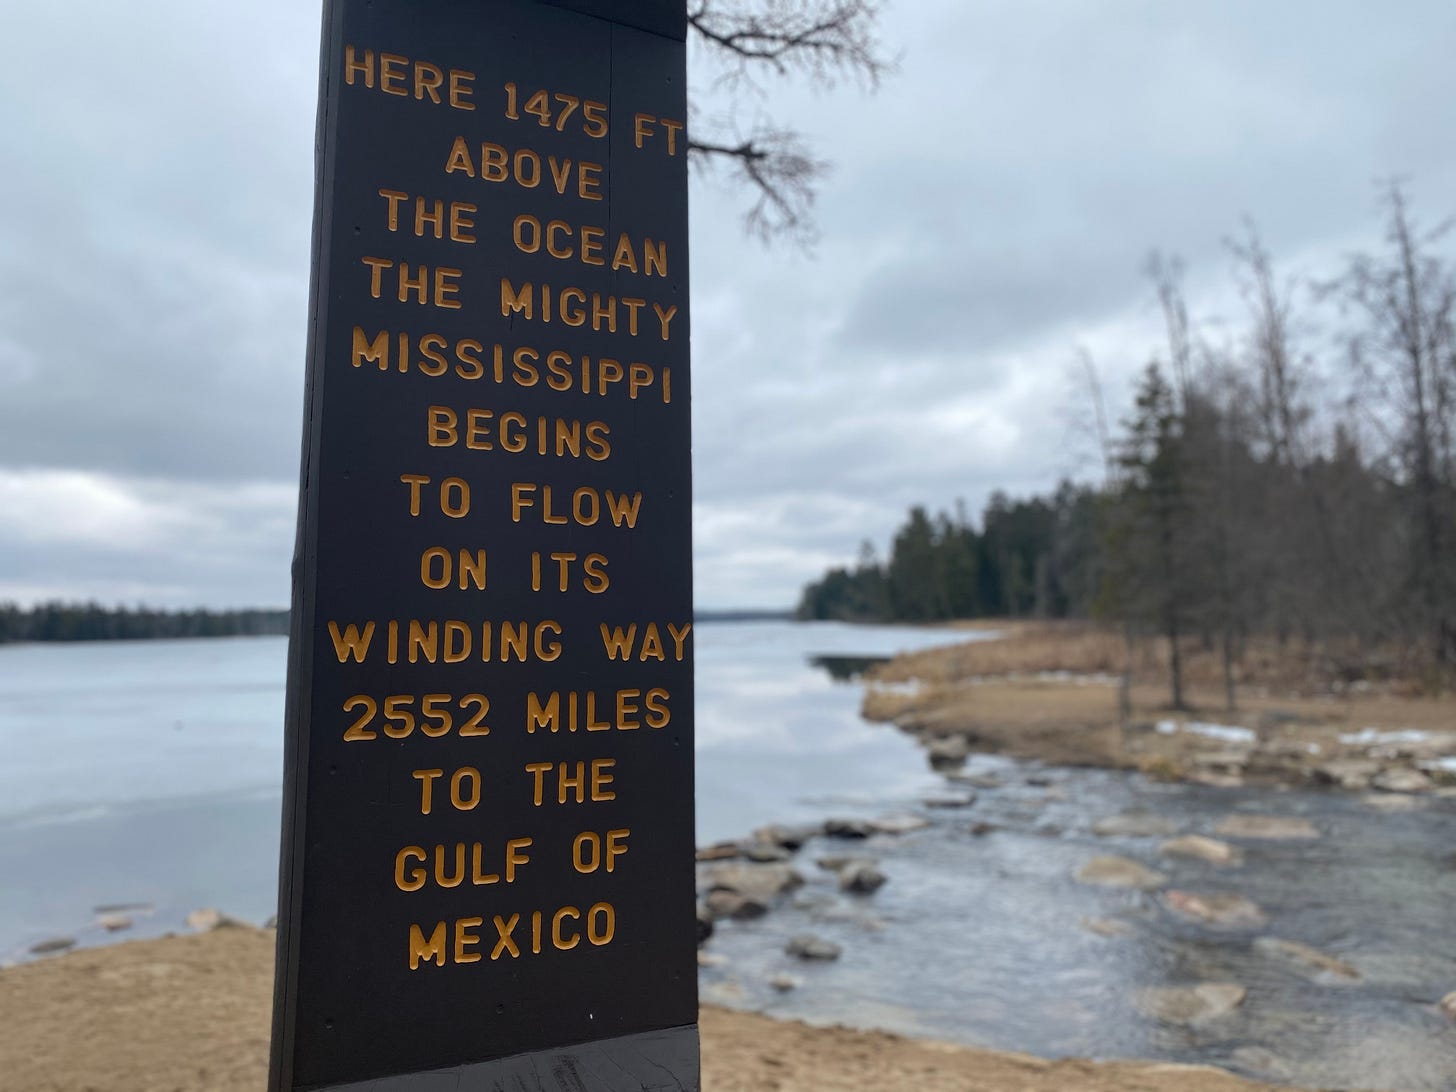 HERE 1475 FT
ABOVE
THE OCEAN
THE MIGHTY
MISSISSIPPI
BEGINS
TO FLOW
ON ITS
WINDING WAY
2552 MILES
TO THE
GULF OF
MEXICO